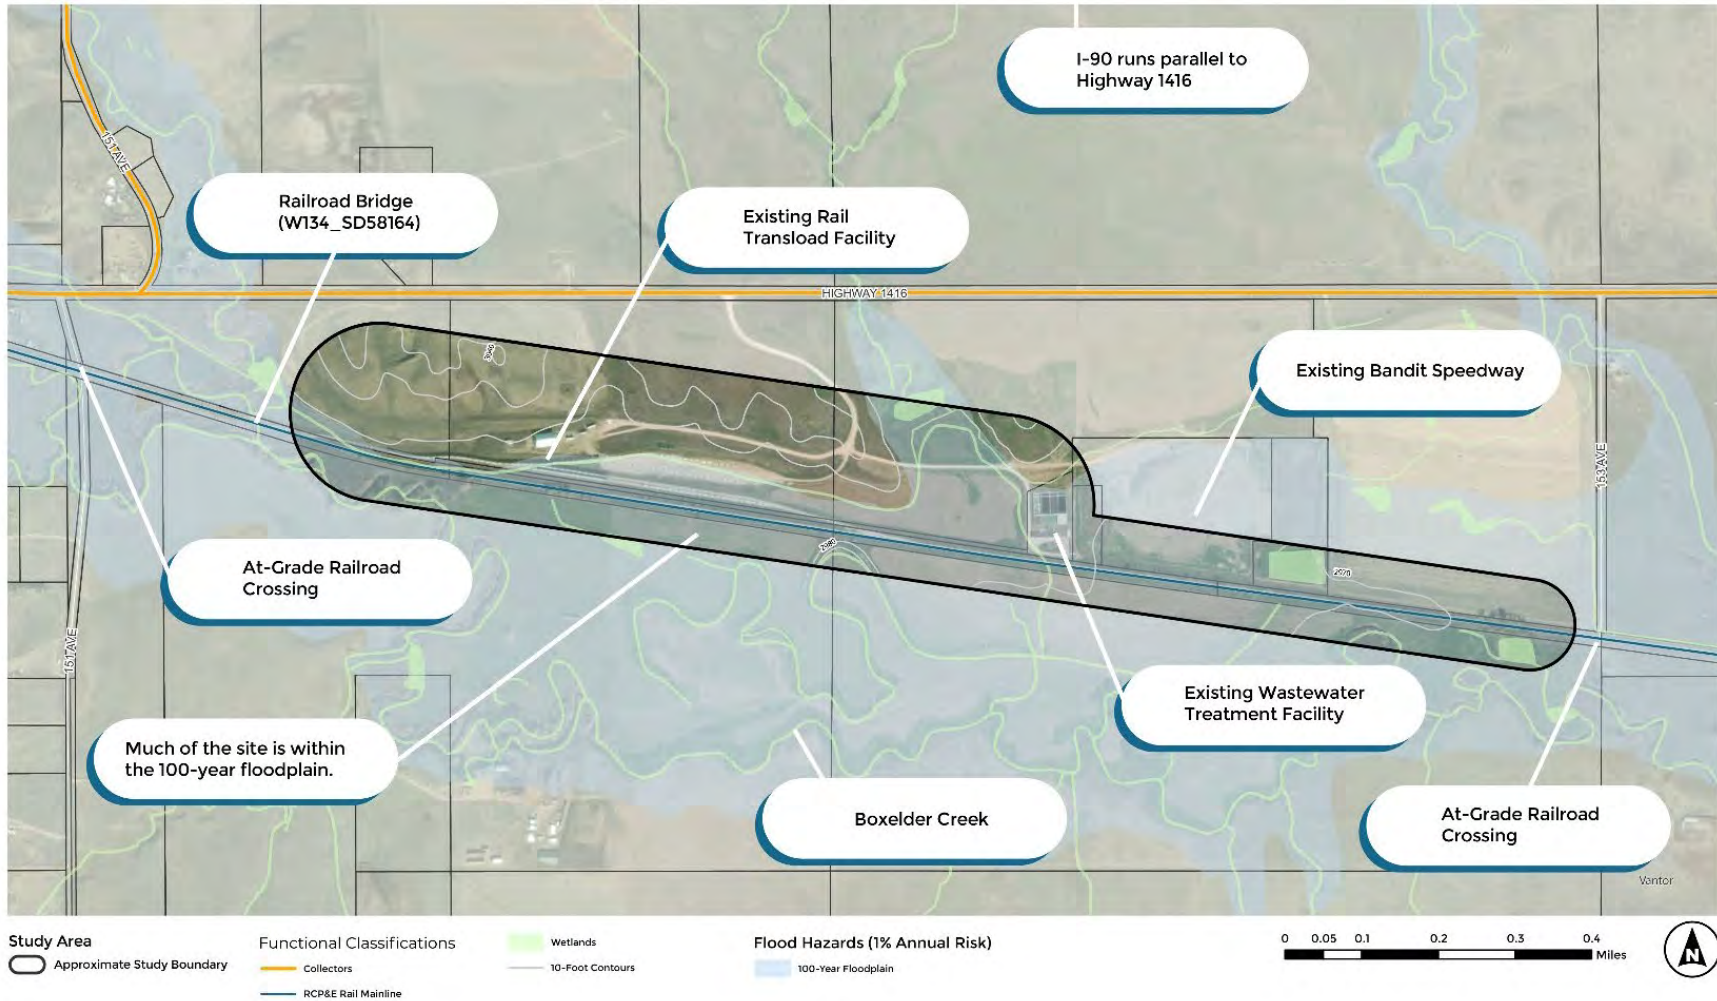 I-90 runs parallel to
Highway 1416
151 AVE
Railroad Bridge
(W134_SD58164)
Existing Rail
Transload Facility
HIGHWAY 1416
Existing Bandit Speedway
153 AVE
2980
2970
At-Grade Railroad
Crossing
151 AVE
Much of the site is within
the 100-year floodplain.
Existing Wastewater
Treatment Facility
Boxelder Creek
At-Grade Railroad
Crossing
Vantor
Study Area
Approximate Study Boundary
Functional Classifications
Collectors
RCP&E Rail Mainline
Wetlands
10-Foot Contours
Flood Hazards (1% Annual Risk)
100-Year Floodplain
0 0.05 0.1 0.2 0.3 0.4
Miles
N